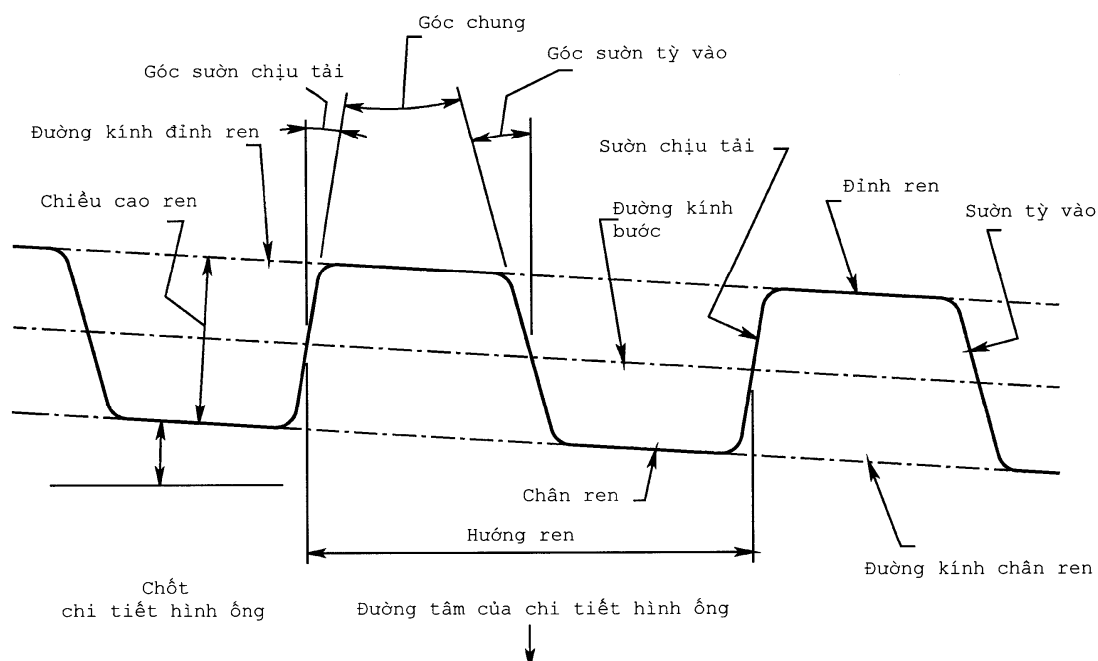 Góc chung
Góc sườn tỳ vào
Góc sườn chịu tải
Đường kính đỉnh ren
Sườn chịu tải
Đỉnh ren
Chiều cao ren
Đường kính
bước
Sườn tỳ vào
Chân ren
Hướng ren
Đường kính chân ren
Chốt
chi tiết hình ống
Đường tâm của chi tiết hình ống